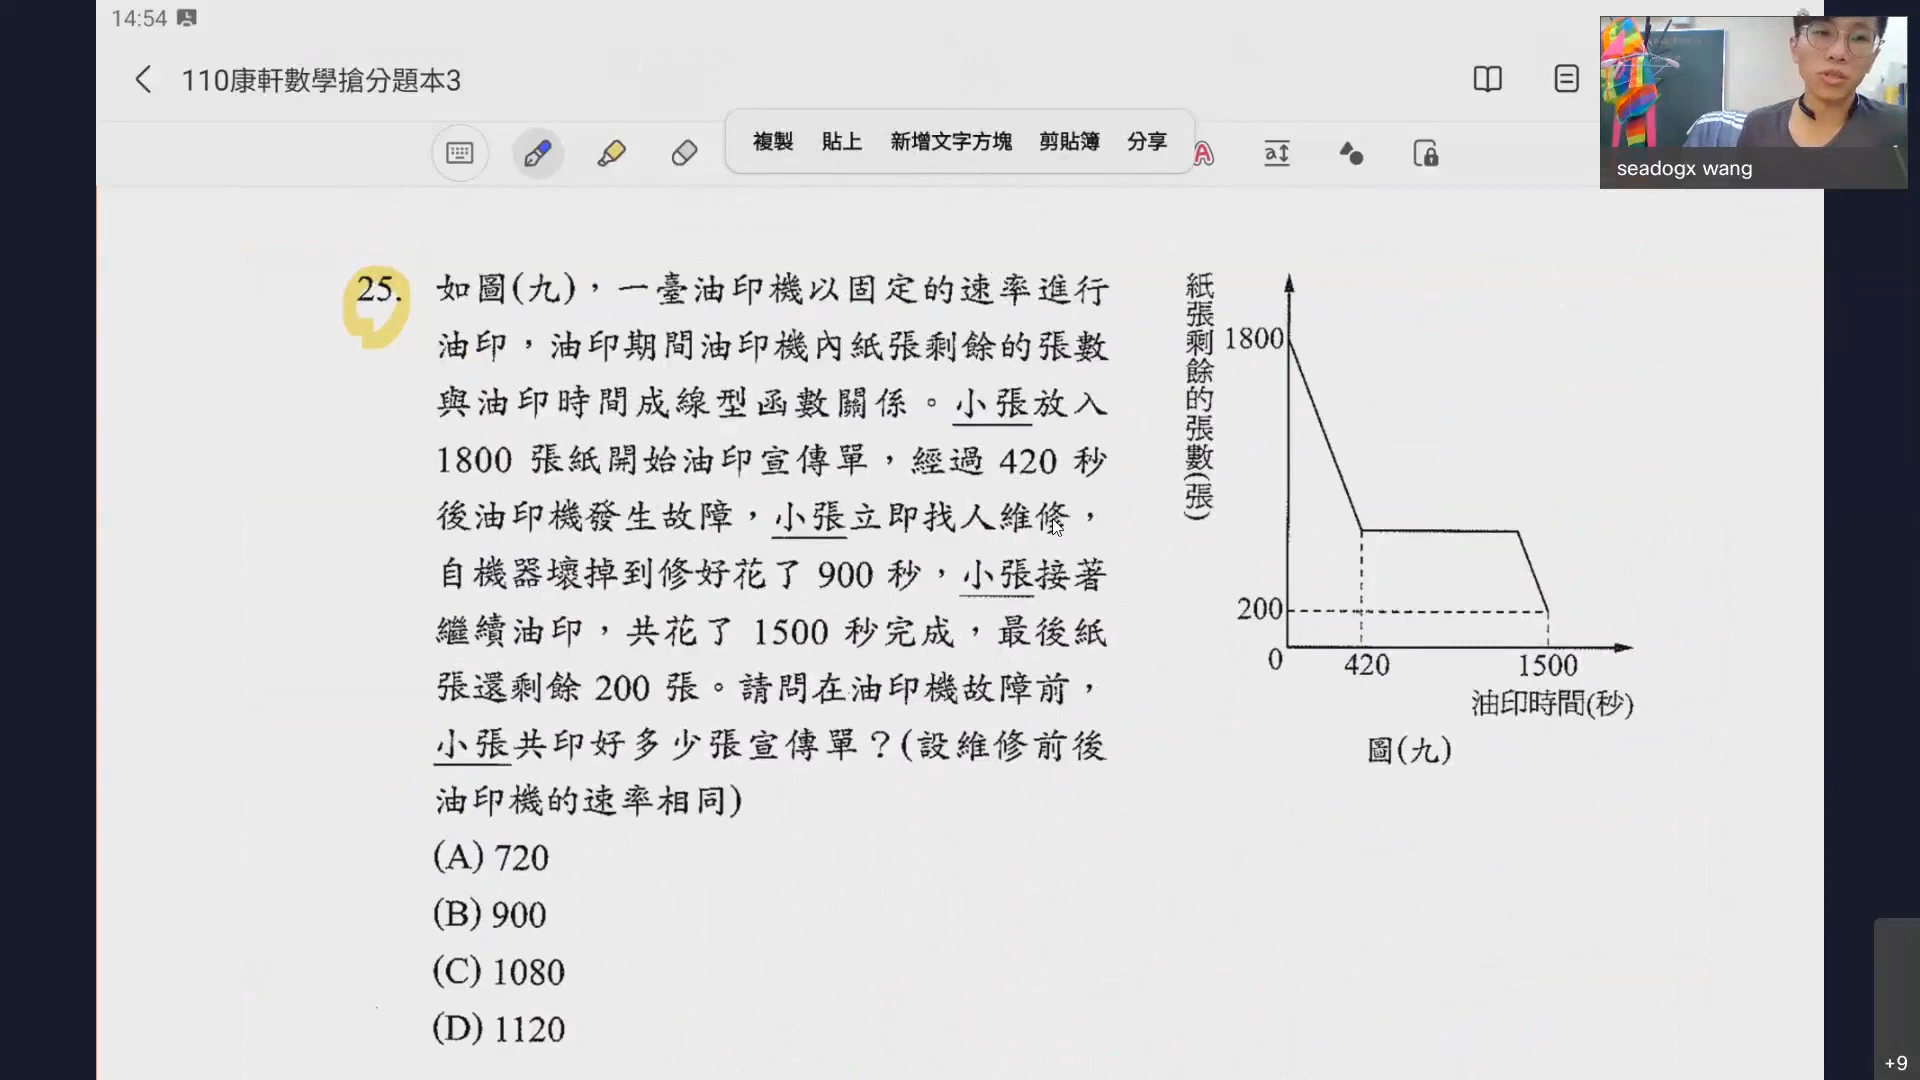 14:54
110康軒數學搶分題本3
複製 貼上 新增文字方塊 剪貼簿 分享
seadogx wang
25. 如圖(九)，一臺油印機以固定的速率進行
油印，油印期間油印機內紙張剩餘的張數
與油印時間成線型函數關係。小張放入
1800 張紙開始油印宣傳單，經過 420 秒
後油印機發生故障，小張立即找人維修，
自機器壞掉到修好花了 900 秒，小張接著
繼續油印，共花了 1500 秒完成，最後紙
張還剩餘 200 張。請問在油印機故障前，
小張共印好多少張宣傳單？(設維修前後
油印機的速率相同)
(A) 720
(B) 900
(C) 1080
(D) 1120
紙張剩餘的張數(張)
1800
200
0 420 1500
油印時間(秒)
圖(九)
+9